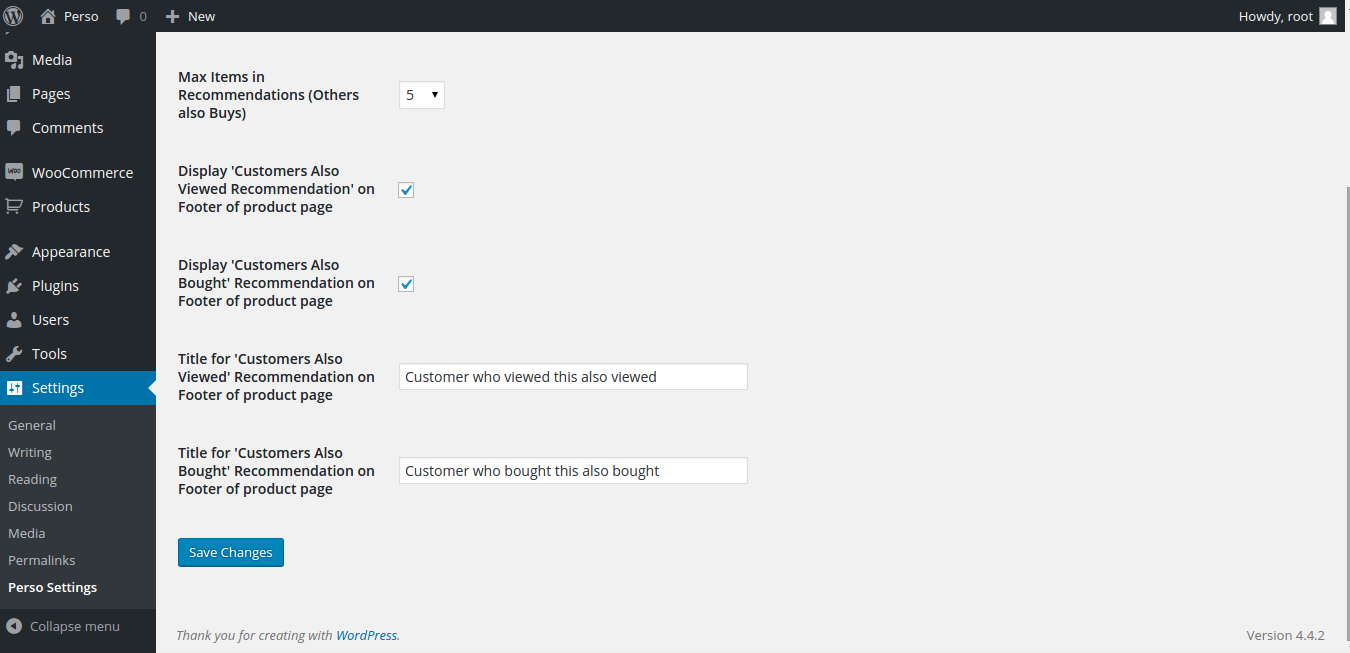 Perso 0 New Howdy, root
Media
Pages
Comments
WooCommerce
Products
Appearance
Plugins
Users
Tools
Settings
General
Writing
Reading
Discussion
Media
Permalinks
Perso Settings
Collapse menu
Max Items in
Recommendations (Others
also Buys)
5
Display 'Customers Also
Viewed Recommendation' on
Footer of product page
Display 'Customers Also
Bought' Recommendation on
Footer of product page
Title for 'Customers Also
Viewed' Recommendation on
Footer of product page
Customer who viewed this also viewed
Title for 'Customers Also
Bought' Recommendation on
Footer of product page
Customer who bought this also bought
Save Changes
Thank you for creating with WordPress.
Version 4.4.2